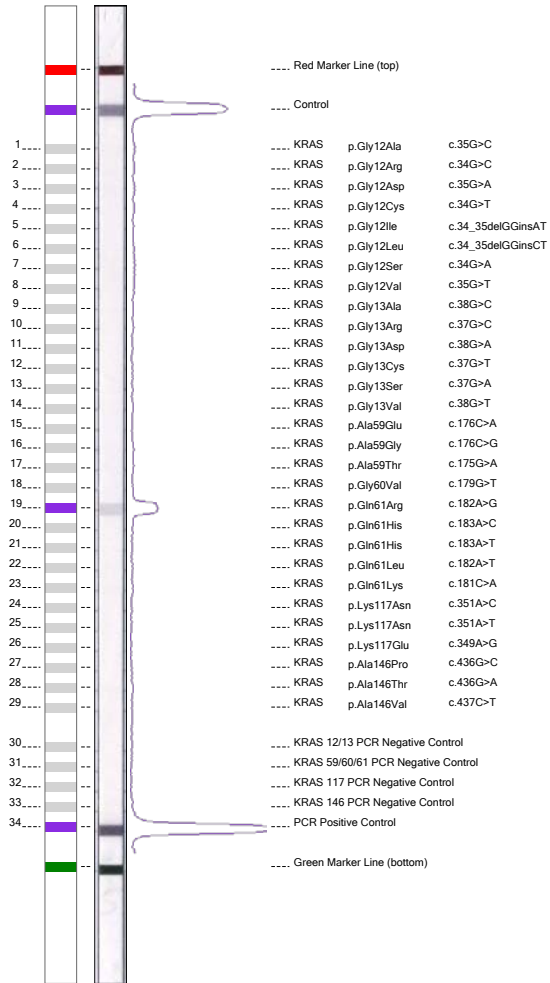 Red Marker Line (top)
Control
1 KRAS p.Gly12Ala c.35G>C
2 KRAS p.Gly12Arg c.34G>C
3 KRAS p.Gly12Asp c.35G>A
4 KRAS p.Gly12Cys c.34G>T
5 KRAS p.Gly12Ile c.34_35delGGinsAT
6 KRAS p.Gly12Leu c.34_35delGGinsCT
7 KRAS p.Gly12Ser c.34G>A
8 KRAS p.Gly12Val c.35G>T
9 KRAS p.Gly13Ala c.38G>C
10 KRAS p.Gly13Arg c.37G>C
11 KRAS p.Gly13Asp c.38G>A
12 KRAS p.Gly13Cys c.37G>T
13 KRAS p.Gly13Ser c.37G>A
14 KRAS p.Gly13Val c.38G>T
15 KRAS p.Ala59Glu c.176C>A
16 KRAS p.Ala59Gly c.176C>G
17 KRAS p.Ala59Thr c.175G>A
18 KRAS p.Gly60Val c.179G>T
19 KRAS p.Gln61Arg c.182A>G
20 KRAS p.Gln61His c.183A>C
21 KRAS p.Gln61His c.183A>T
22 KRAS p.Gln61Leu c.182A>T
23 KRAS p.Gln61Lys c.181C>A
24 KRAS p.Lys117Asn c.351A>C
25 KRAS p.Lys117Asn c.351A>T
26 KRAS p.Lys117Glu c.349A>G
27 KRAS p.Ala146Pro c.436G>C
28 KRAS p.Ala146Thr c.436G>A
29 KRAS p.Ala146Val c.437C>T
30 KRAS 12/13 PCR Negative Control
31 KRAS 59/60/61 PCR Negative Control
32 KRAS 117 PCR Negative Control
33 KRAS 146 PCR Negative Control
34 PCR Positive Control
Green Marker Line (bottom)